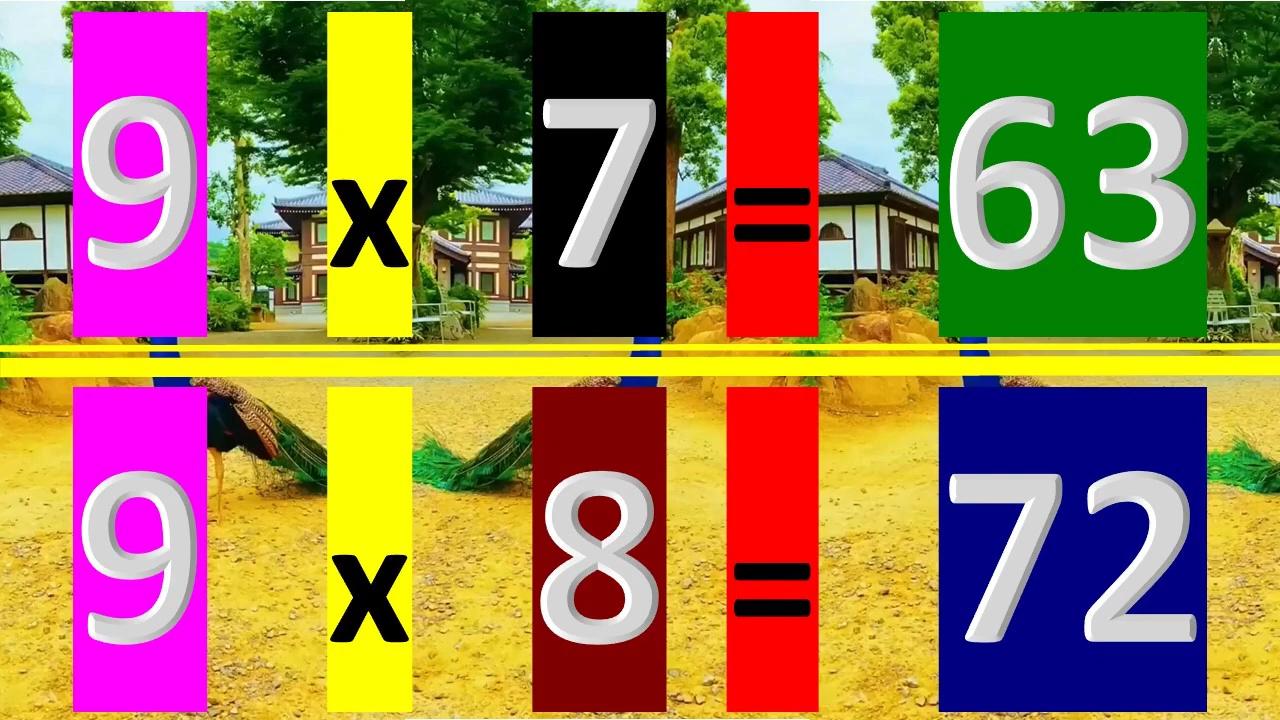 9 x 7 = 63
9 x 8 = 72